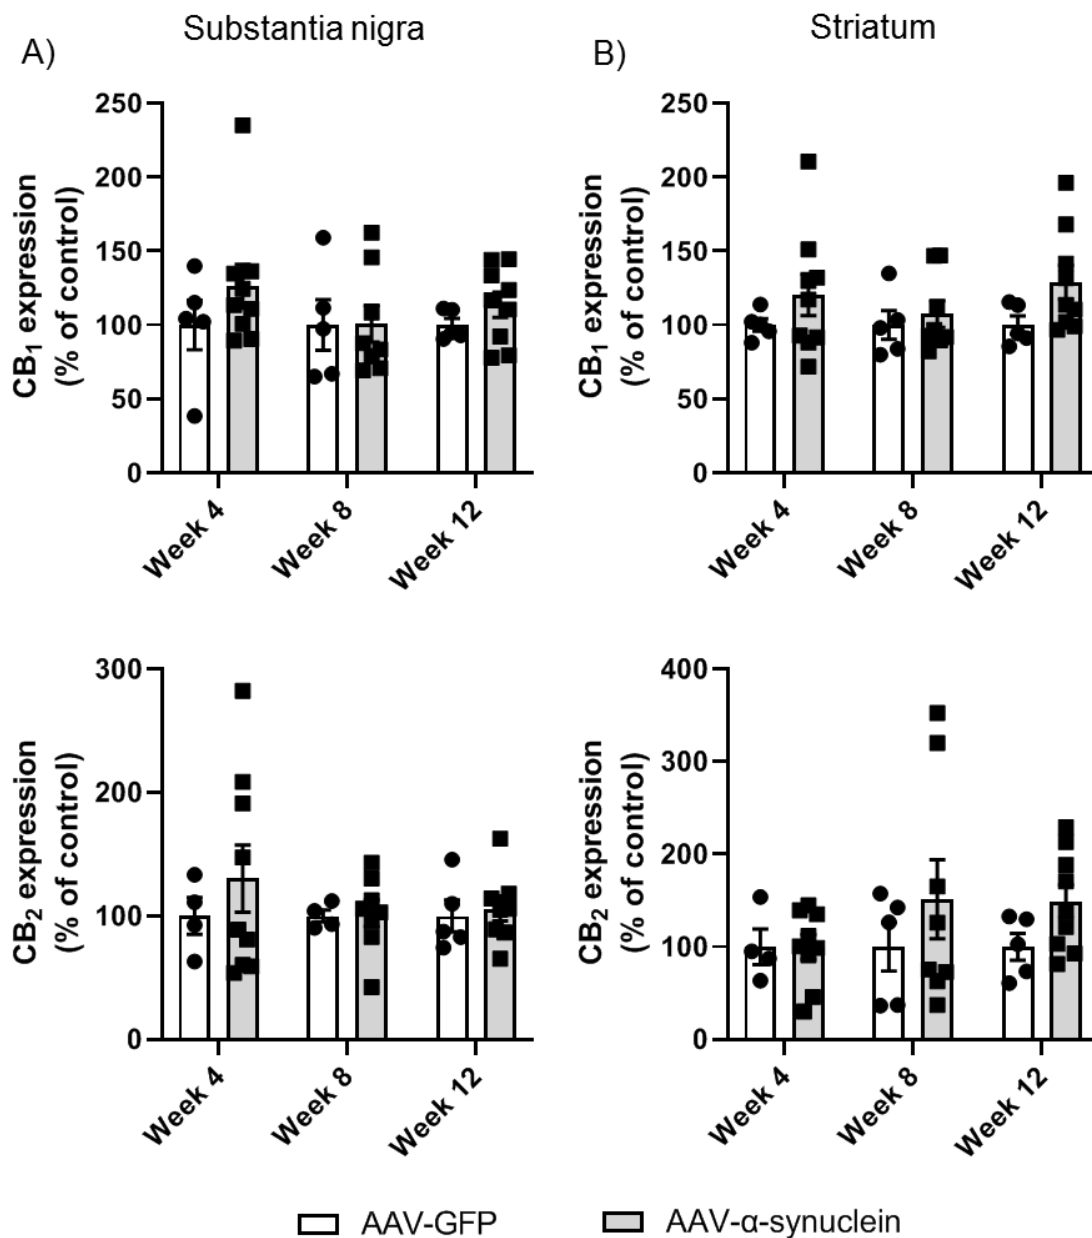 Substantia nigra
Striatum
A)
B)
CB₁ expression
(% of control)
250
200
150
100
50
0
Week 4
Week 8
Week 12
CB₁ expression
(% of control)
250
200
150
100
50
0
Week 4
Week 8
Week 12
CB₂ expression
(% of control)
300
200
100
0
Week 4
Week 8
Week 12
CB₂ expression
(% of control)
400
300
200
100
0
Week 4
Week 8
Week 12
AAV-GFP
AAV-α-synuclein